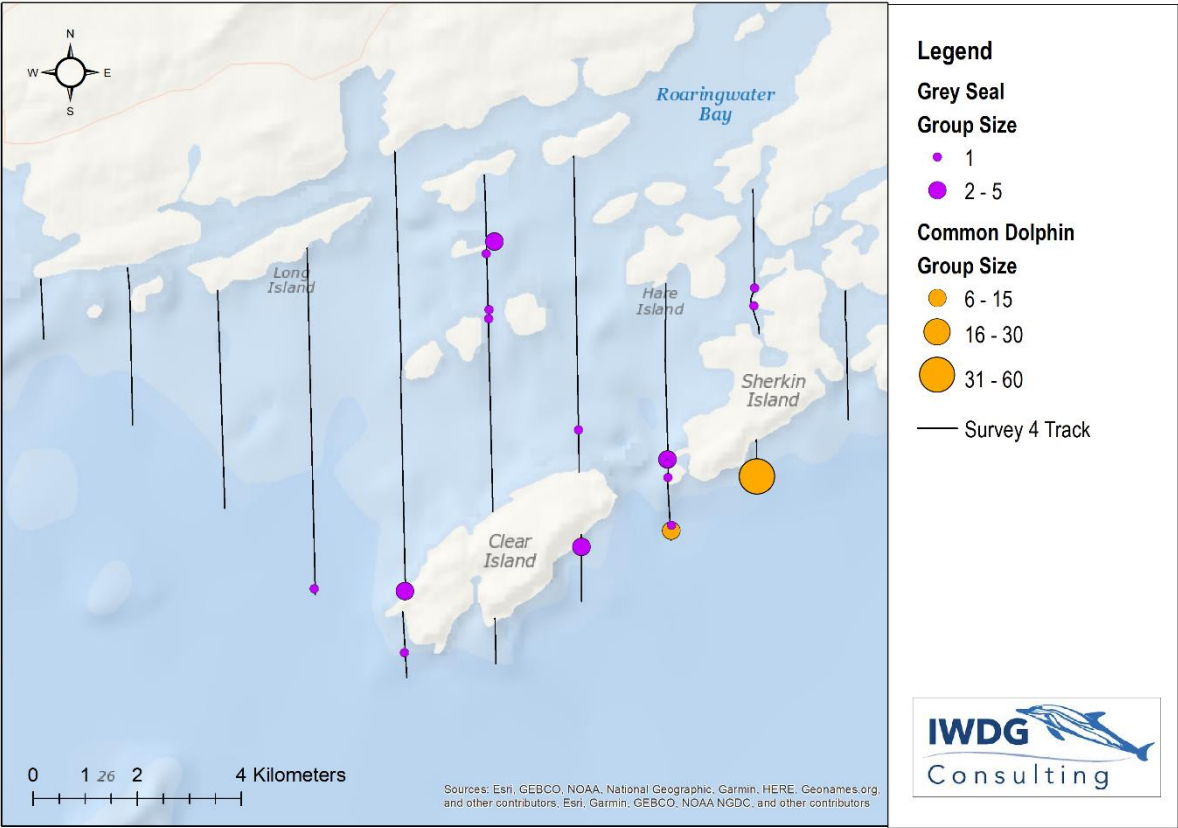 N
W E
S
Roaringwater
Bay
Long
Island
Hare
Island
Sherkin
Island
Clear
Island
0 1 26 2 4 Kilometers
Sources: Esri, GEBCO, NOAA, National Geographic, Garmin, HERE, Geonames.org,
and other contributors, Esri, Garmin, GEBCO, NOAA NGDC, and other contributors
Legend
Grey Seal
Group Size
1
2 - 5
Common Dolphin
Group Size
6 - 15
16 - 30
31 - 60
Survey 4 Track
IWDG
Consulting